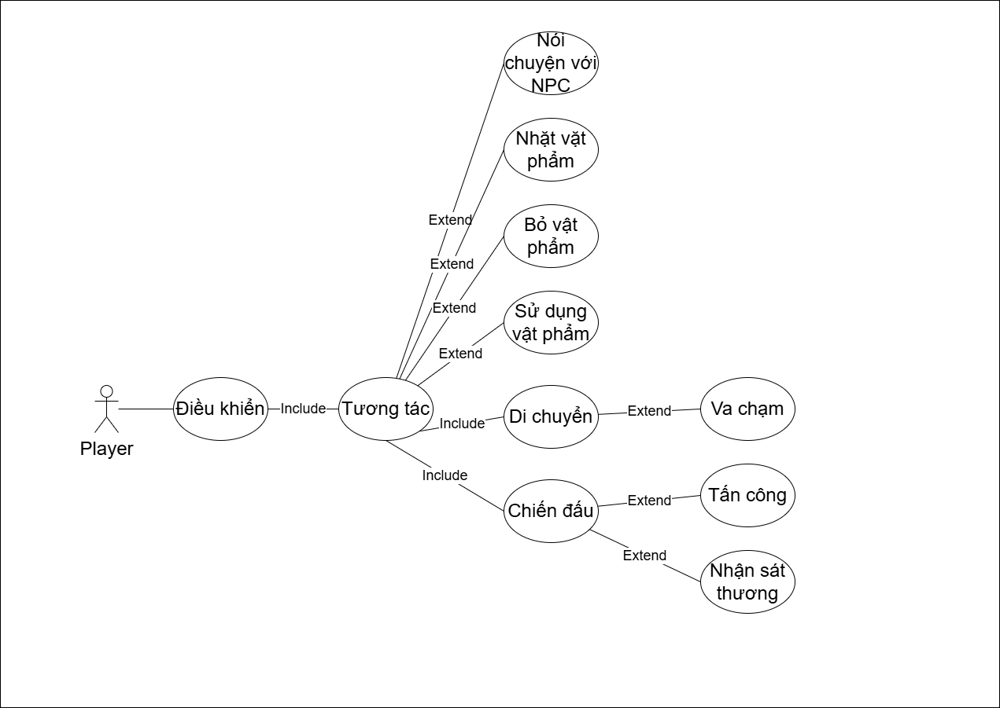 Nói
chuyện với
NPC
Nhặt vặt
phẩm
Extend
Bỏ vật
phẩm
Extend
Extend
Sử dụng
vật phẩm
Extend
Player
Điều khiển
Include
Tương tác
Include
Di chuyển
Extend
Va chạm
Include
Chiến đấu
Extend
Tấn công
Extend
Nhận sát
thương